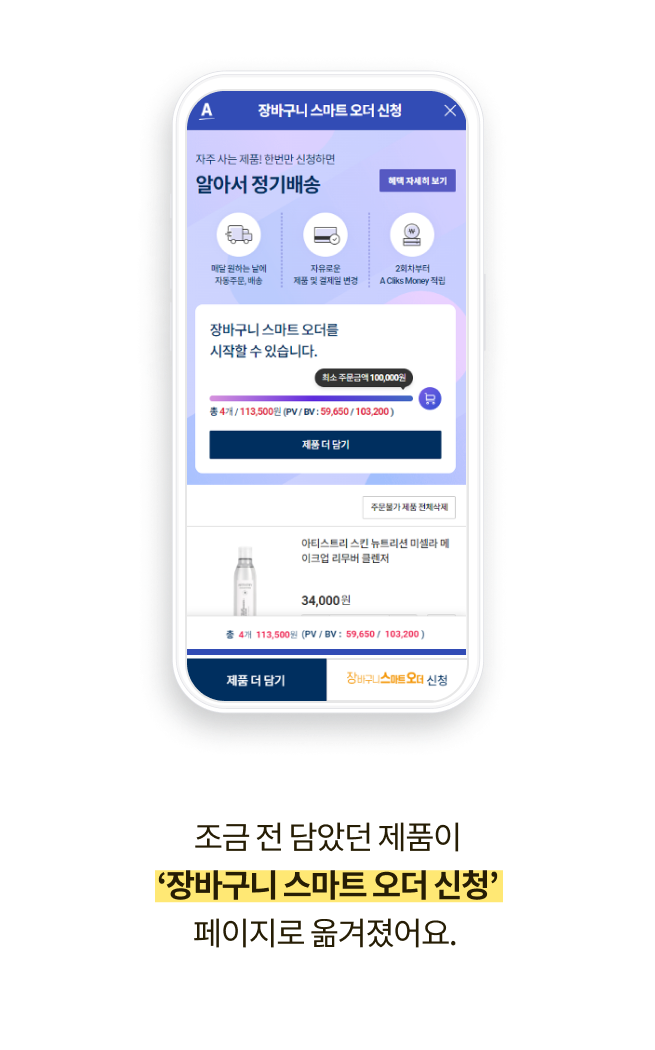 A
장바구니 스마트 오더 신청
자주 사는 제품! 한번만 신청하면
알아서 정기배송
혜택 자세히 보기
매달 원하는 날에
자동주문, 배송
자유로운
제품 및 결제일 변경
2회차부터
A Cliks Money 적립
장바구니 스마트 오더를
시작할 수 있습니다.
최소 주문금액 100,000원
총 4개 / 113,500원 (PV / BV : 59,650 / 103,200 )
제품 더 담기
주문불가 제품 전체삭제
아티스트리 스킨 뉴트리션 미셀라 메
이크업 리무버 클렌저
34,000원
총 4개 113,500원 (PV / BV : 59,650 / 103,200 )
제품 더 담기
장바구니스마트오더 신청
조금 전 담았던 제품이
‘장바구니 스마트 오더 신청’
페이지로 옮겨졌어요.